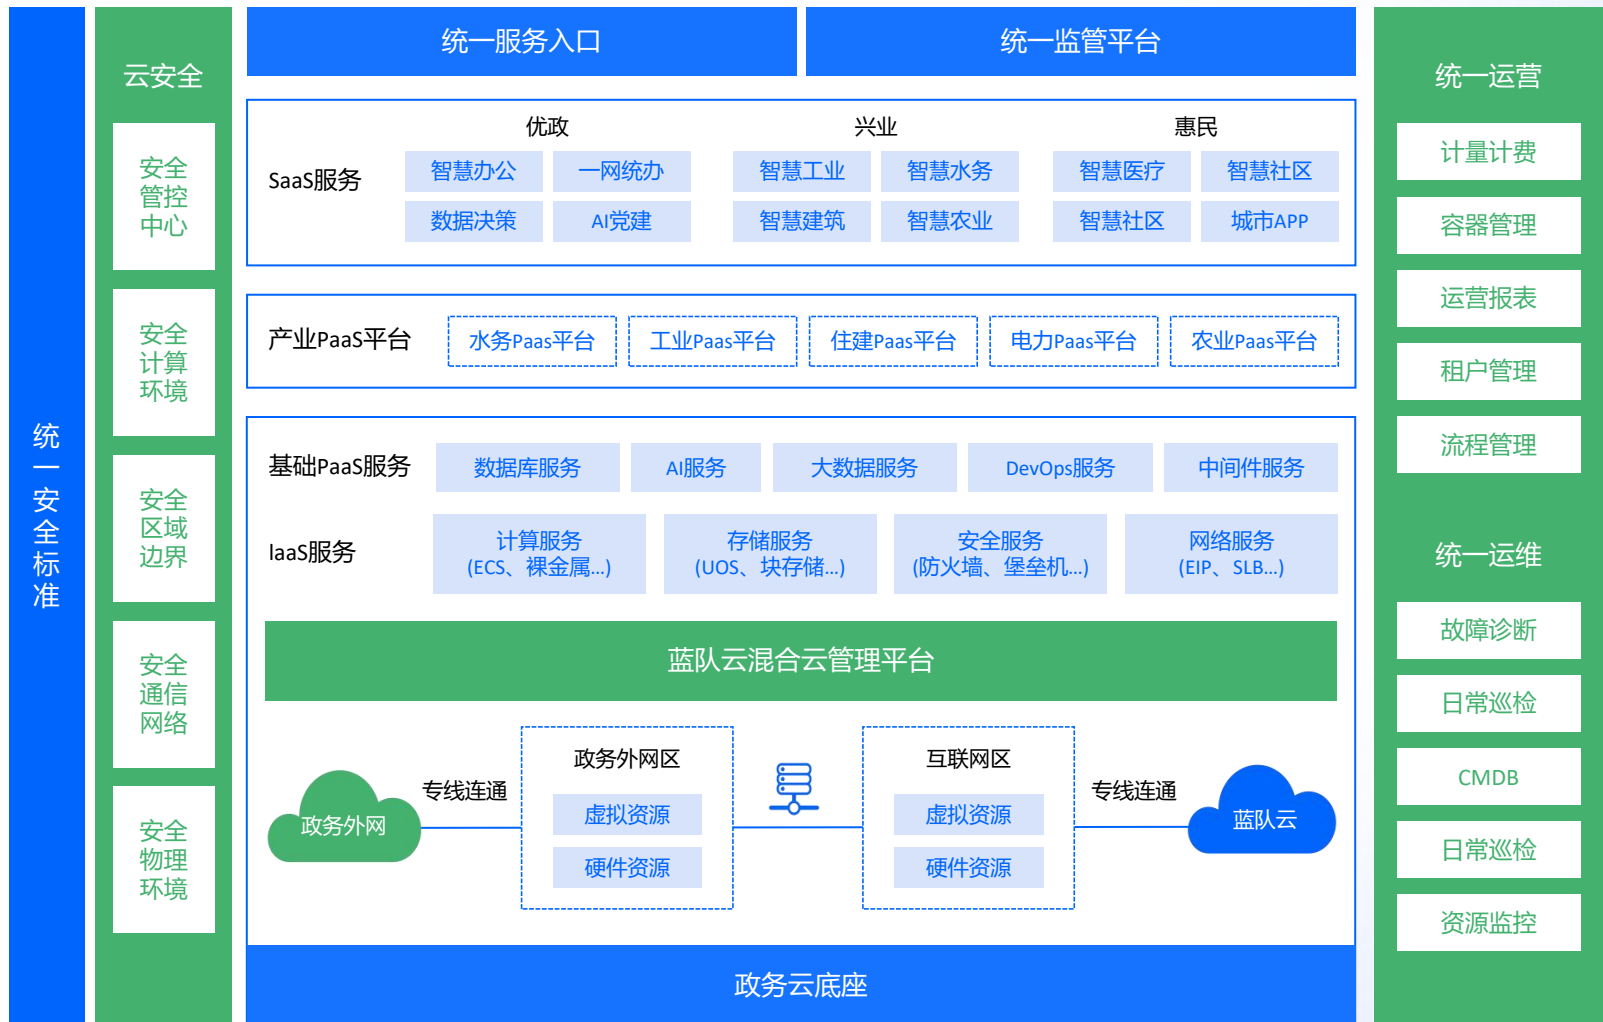 统一安全标准
云安全
安全
管控
中心
安全
计算
环境
安全
区域
边界
安全
通信
网络
安全
物理
环境
统一服务入口
统一监管平台
SaaS服务
优政
兴业
惠民
智慧办公
一网统办
智慧工业
智慧水务
智慧医疗
智慧社区
数据决策
AI党建
智慧建筑
智慧农业
智慧社区
城市APP
产业PaaS平台
水务Paas平台
工业Paas平台
住建Paas平台
电力Paas平台
农业Paas平台
基础PaaS服务
数据库服务
AI服务
大数据服务
DevOps服务
中间件服务
IaaS服务
计算服务
(ECS、裸金属...)
存储服务
(UOS、块存储...)
安全服务
(防火墙、堡垒机...)
网络服务
(EIP、SLB...)
蓝队云混合云管理平台
政务外网
专线连通
政务外网区
虚拟资源
硬件资源
互联网区
虚拟资源
硬件资源
专线连通
蓝队云
政务云底座
统一运营
计量计费
容器管理
运营报表
租户管理
流程管理
统一运维
故障诊断
日常巡检
CMDB
日常巡检
资源监控